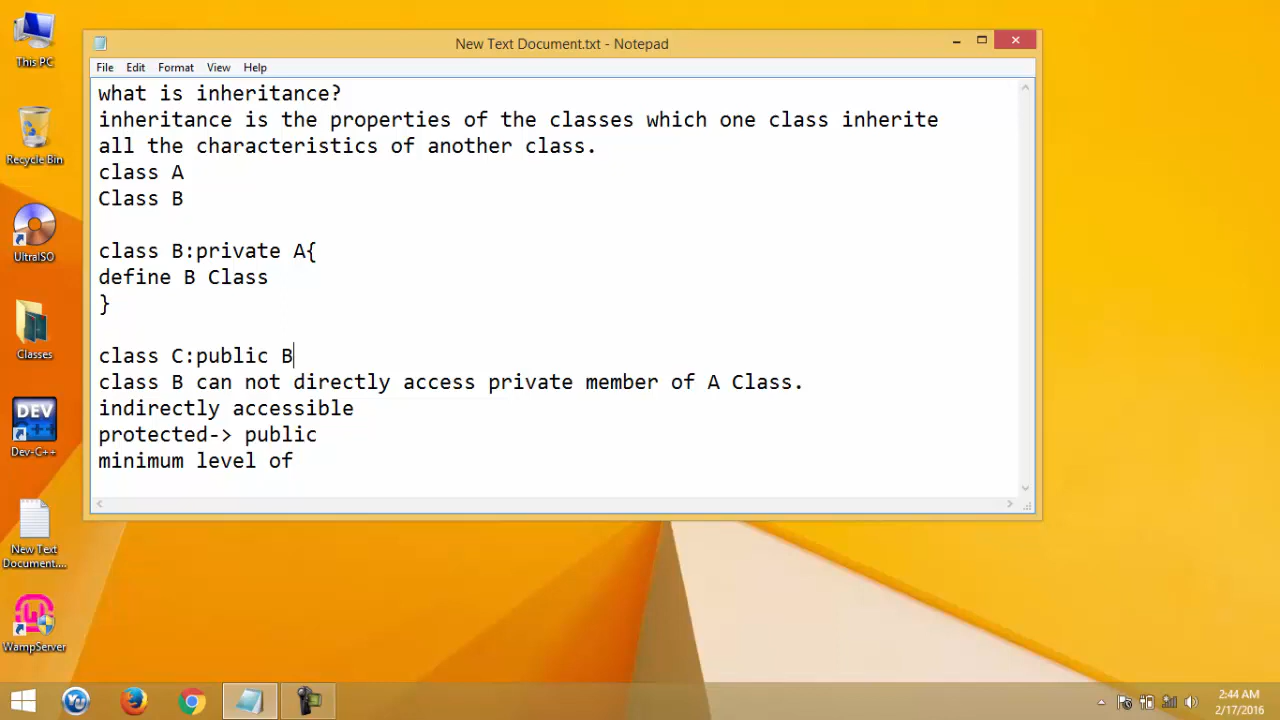 This PC
Recycle Bin
UltraISO
Classes
DEV
C++
Dev-C++
New Text
Document....
WampServer
New Text Document.txt - Notepad
File Edit Format View Help
what is inheritance?
inheritance is the properties of the classes which one class inherite
all the characteristics of another class.
class A
Class B
class B:private A{
define B Class
}
class C:public B
class B can not directly access private member of A Class.
indirectly accessible
protected-> public
minimum level of
2:44 AM
2/17/2016